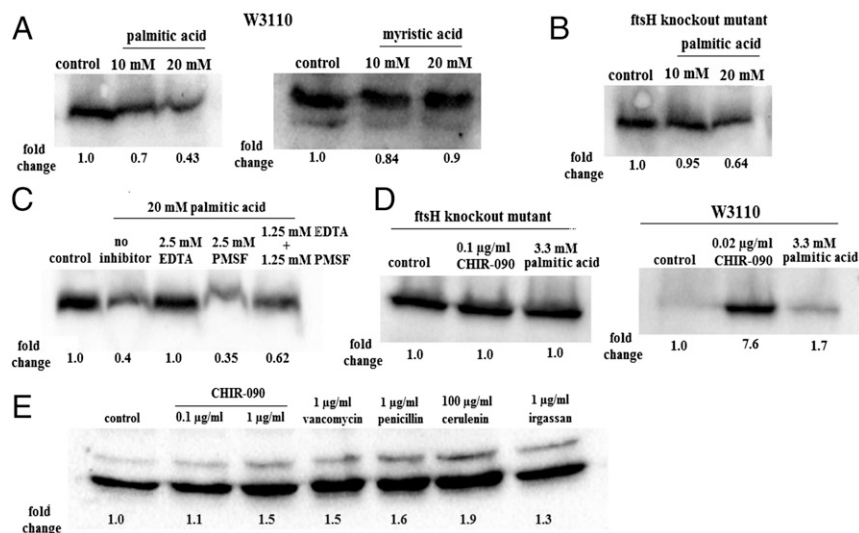 A
W3110
palmitic acid
control 10 mM 20 mM
fold change 1.0 0.7 0.43
myristic acid
control 10 mM 20 mM
fold change 1.0 0.84 0.9
B
ftsH knockout mutant
palmitic acid
control 10 mM 20 mM
fold change 1.0 0.95 0.64
C
20 mM palmitic acid
control no inhibitor 2.5 mM EDTA 2.5 mM PMSF 1.25 mM EDTA + 1.25 mM PMSF
fold change 1.0 0.4 1.0 0.35 0.62
D
ftsH knockout mutant
control 0.1 µg/ml CHIR-090 3.3 mM palmitic acid
fold change 1.0 1.0 1.0
W3110
control 0.02 µg/ml CHIR-090 3.3 mM palmitic acid
fold change 1.0 7.6 1.7
E
CHIR-090
control 0.1 µg/ml 1 µg/ml 1 µg/ml vancomycin 1 µg/ml penicillin 100 µg/ml cerulenin 1 µg/ml irgassan
fold change 1.0 1.1 1.5 1.5 1.6 1.9 1.3